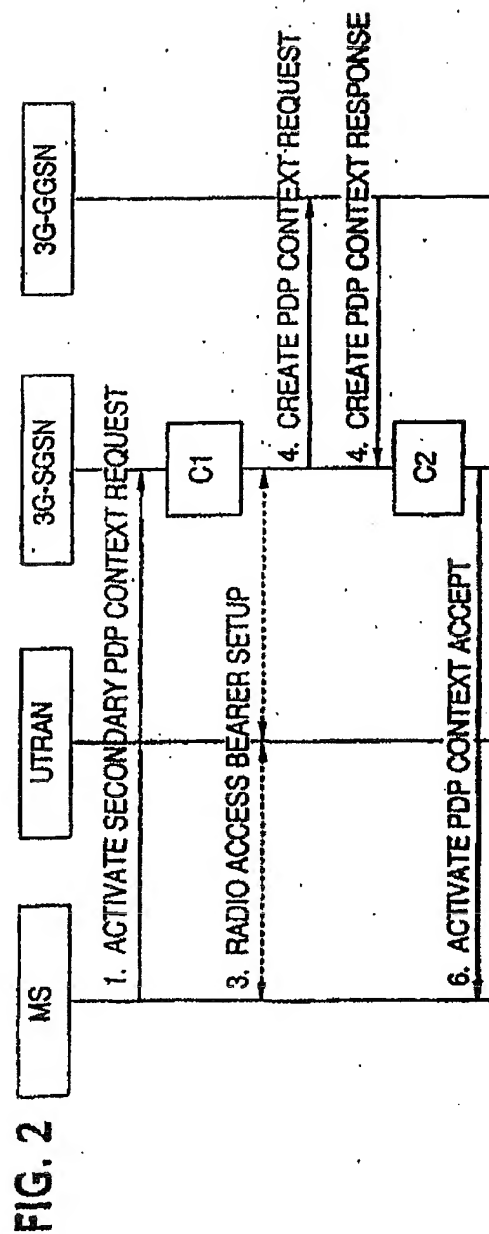 FIG. 2
MS
UTRAN
3G-SGSN
3G-GGSN
1. ACTIVATE SECONDARY PDP CONTEXT REQUEST
C1
3. RADIO ACCESS BEARER SETUP
4. CREATE PDP CONTEXT REQUEST
4. CREATE PDP CONTEXT RESPONSE
C2
6. ACTIVATE PDP CONTEXT ACCEPT